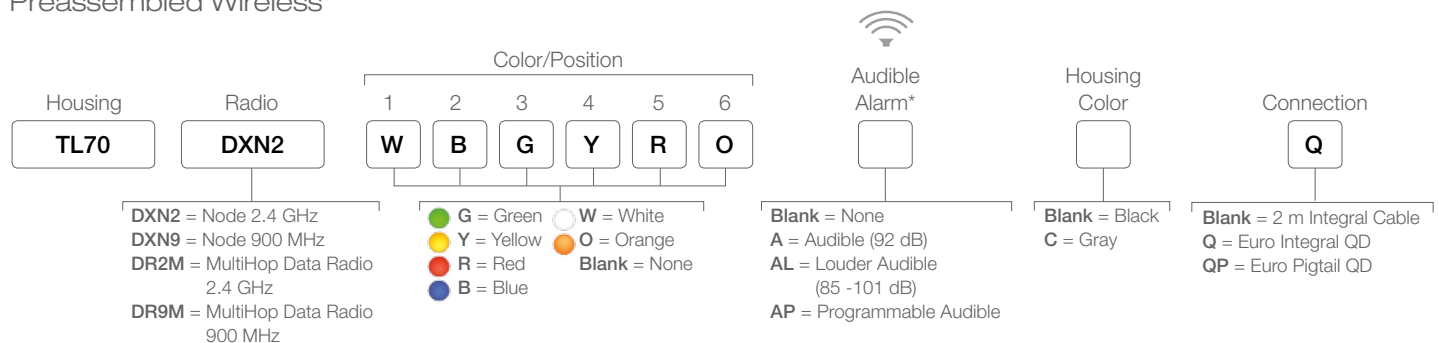 Preassembled Wireless
Color/Position
Housing
Radio
1 2 3 4 5 6
Audible
Alarm*
Housing
Color
Connection
TL70
DXN2
W B G Y R O
Q
DXN2 = Node 2.4 GHz
DXN9 = Node 900 MHz
DR2M = MultiHop Data Radio
2.4 GHz
DR9M = MultiHop Data Radio
900 MHz
G = Green
Y = Yellow
R = Red
B = Blue
W = White
O = Orange
Blank = None
Blank = None
A = Audible (92 dB)
AL = Louder Audible
(85 -101 dB)
AP = Programmable Audible
Blank = Black
C = Gray
Blank = 2 m Integral Cable
Q = Euro Integral QD
QP = Euro Pigtail QD